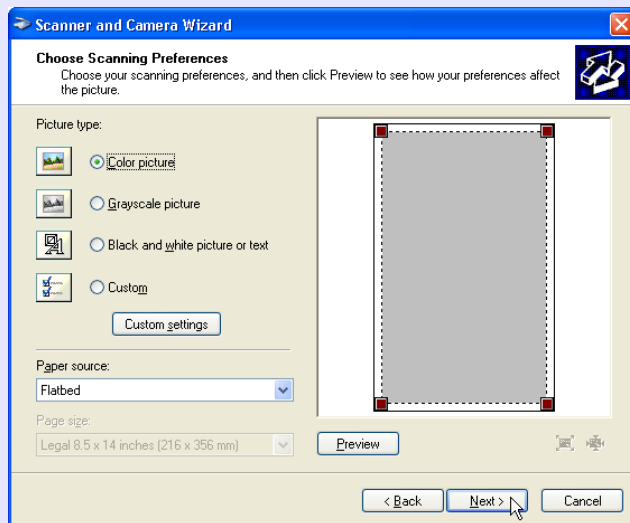 Scanner and Camera Wizard
Choose Scanning Preferences
Choose your scanning preferences, and then click Preview to see how your preferences affect
the picture.
Picture type:
Color picture
Grayscale picture
Black and white picture or text
Custom
Custom settings
Paper source:
Flatbed
Page size:
Legal 8.5 x 14 inches (216 x 356 mm)
Preview
< Back
Next >
Cancel